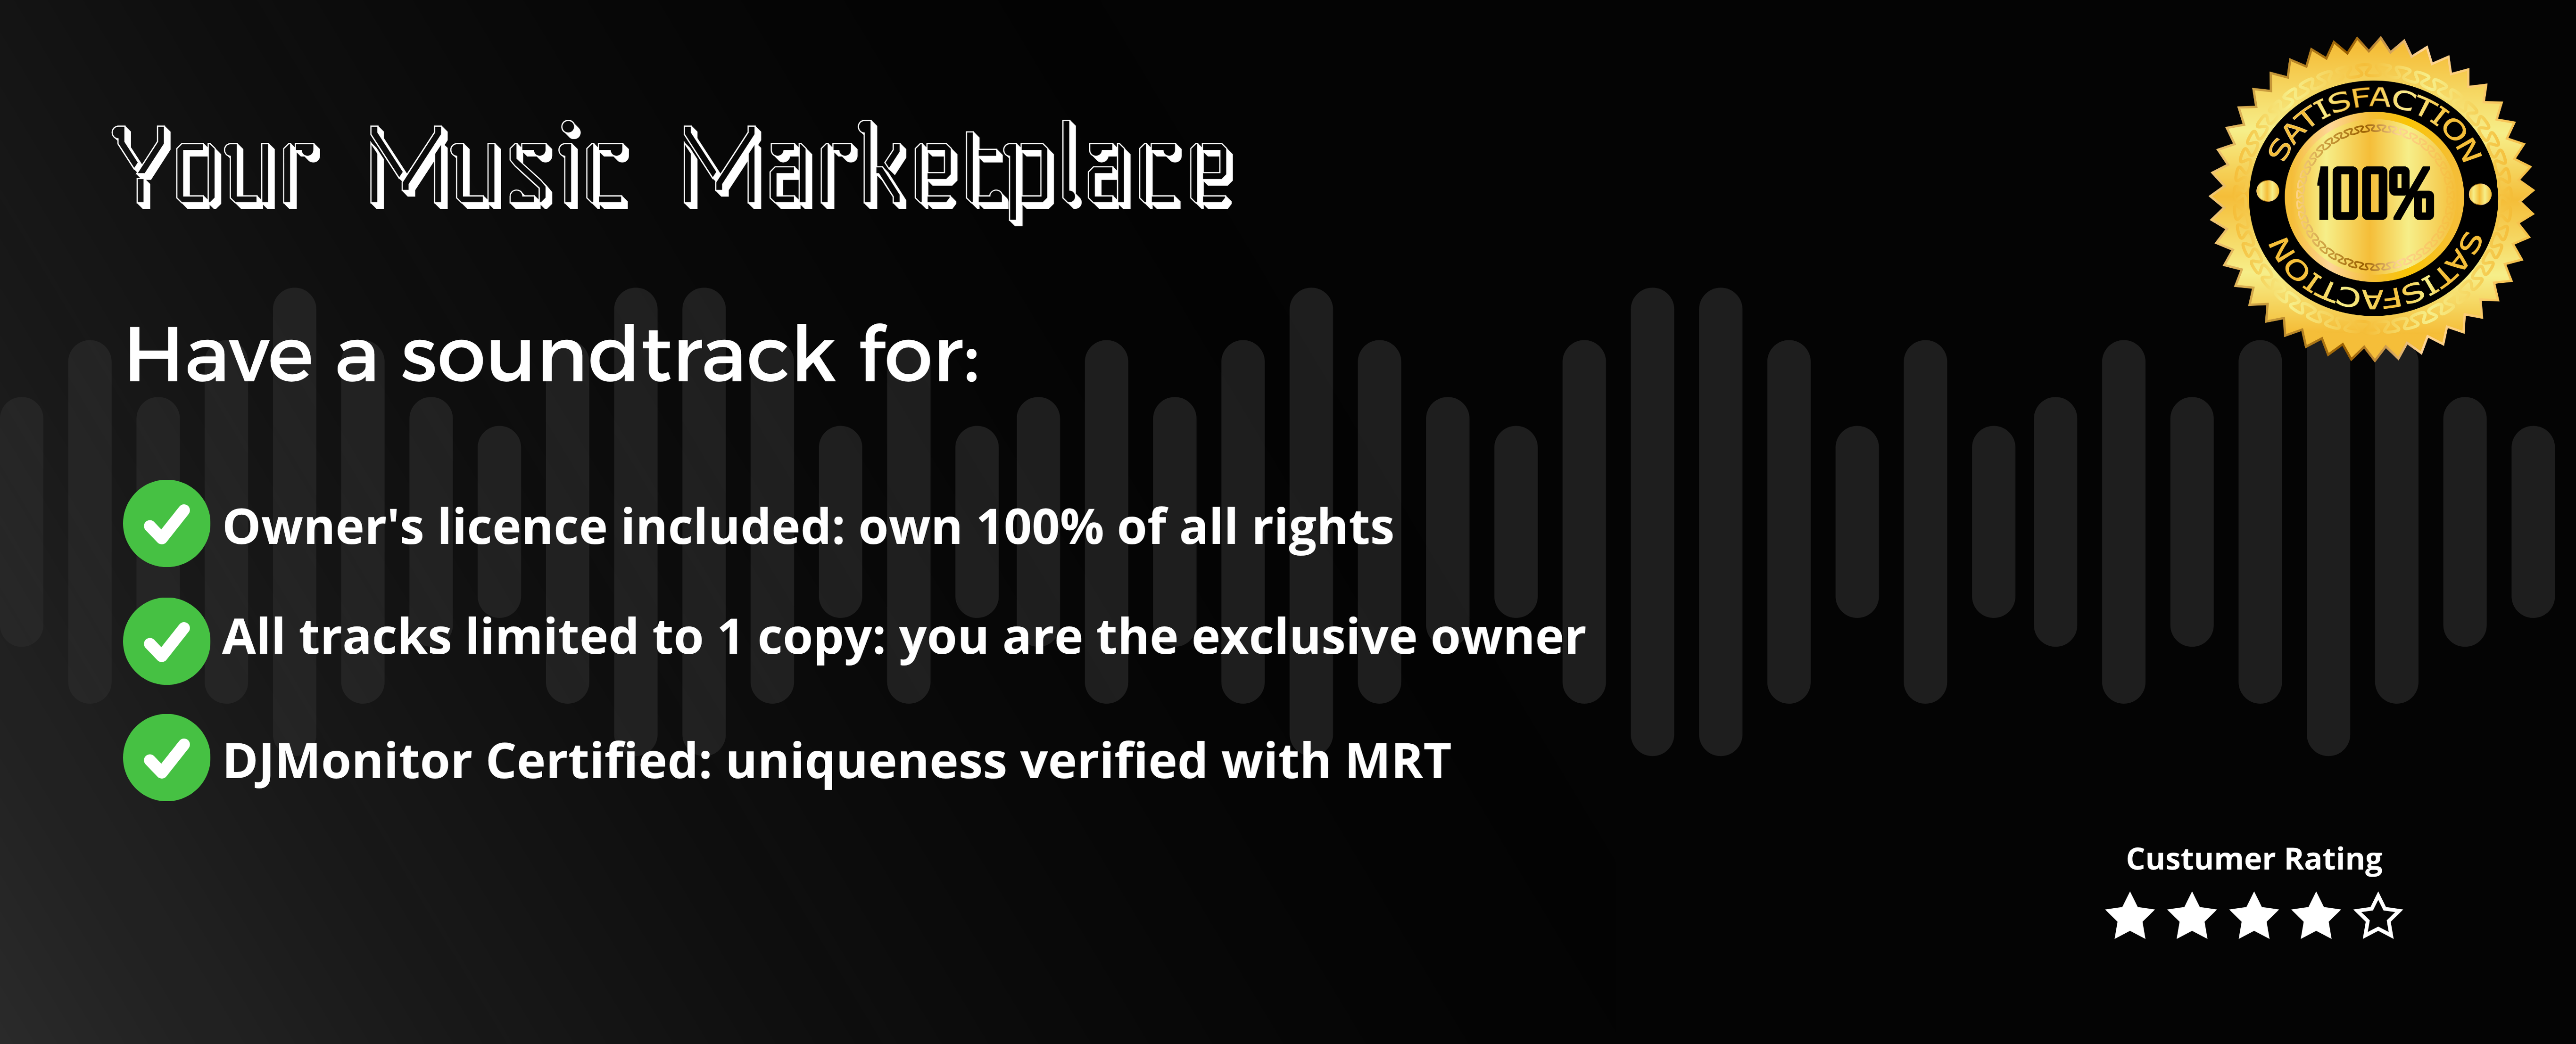 Your Music Marketplace
SATISFACTION
100%
SATISFACTION
Have a soundtrack for:
Owner's licence included: own 100% of all rights
All tracks limited to 1 copy: you are the exclusive owner
DJMonitor Certified: uniqueness verified with MRT
Custumer Rating